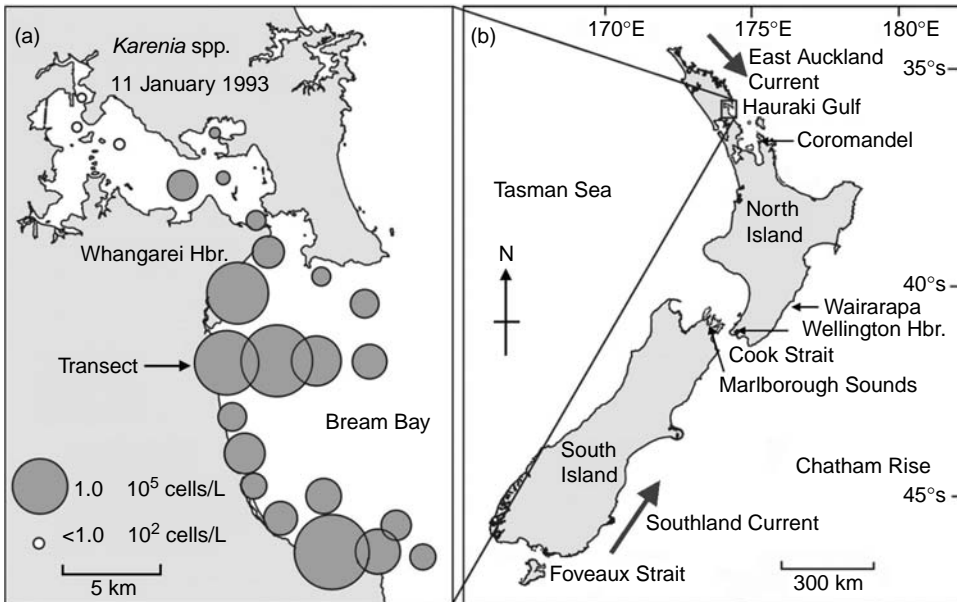 (a)
Karenia spp.
11 January 1993
Whangarei Hbr.
Transect
Bream Bay
1.0 10⁵ cells/L
<1.0 10² cells/L
5 km
(b)
170°E
175°E
180°E
East Auckland
Current
35°s
Hauraki Gulf
Coromandel
Tasman Sea
North
Island
N
40°s
Wairarapa
Wellington Hbr.
Cook Strait
Marlborough Sounds
South
Island
Chatham Rise
45°s
Southland Current
Foveaux Strait
300 km